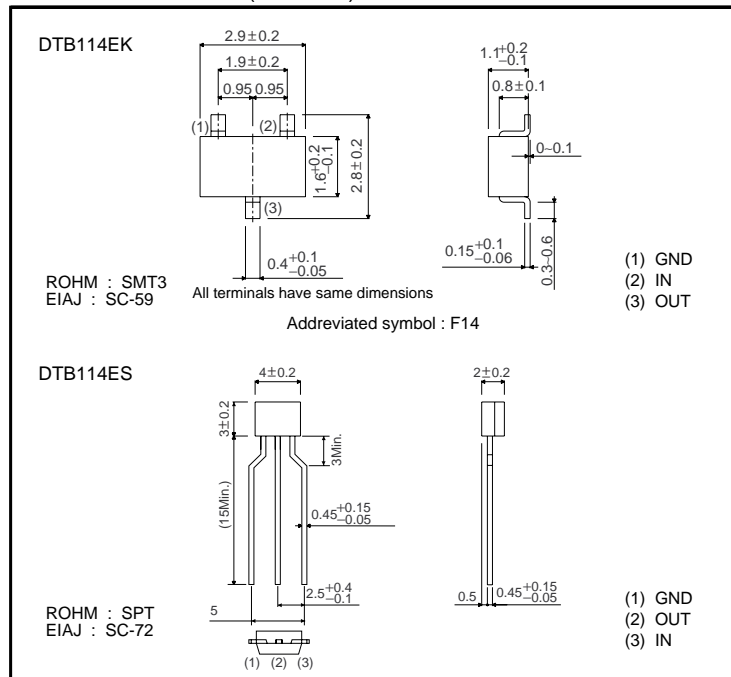 DTB114EK
2.9±0.2
1.9±0.2
0.95 0.95
(1) (2)
(3)
1.6+0.2 −0.1
2.8±0.2
0.4+0.1 −0.05
1.1+0.2 −0.1
0.8±0.1
0~0.1
0.15+0.1 −0.06
0.3~0.6
ROHM : SMT3
EIAJ : SC-59
All terminals have same dimensions
Addreviated symbol : F14
(1) GND
(2) IN
(3) OUT
DTB114ES
4±0.2
3±0.2
(15Min.)
3Min.
0.45+0.15 −0.05
2.5+0.4 −0.1
5
(1) (2) (3)
2±0.2
0.5
0.45+0.15 −0.05
ROHM : SPT
EIAJ : SC-72
(1) GND
(2) OUT
(3) IN